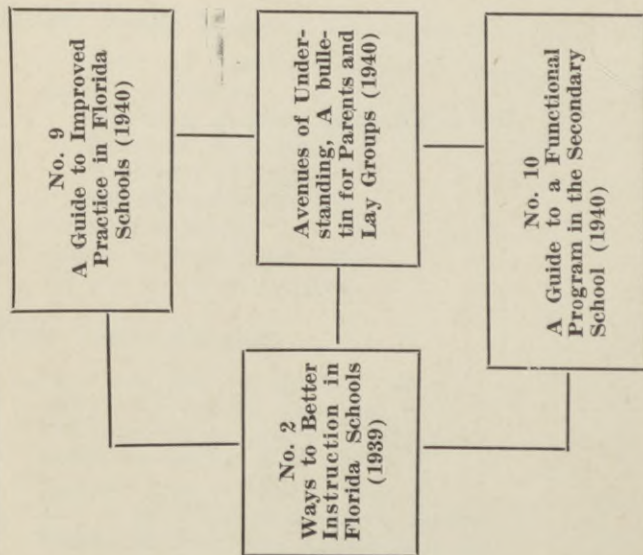 No. 2
Ways to Better
Instruction in
Florida Schools
(1939)
No. 9
A Guide to Improved
Practice in Florida
Schools (1940)
Avenues of Under-
standing, A bulle-
tin for Parents and
Lay Groups (1940)
No. 10
A Guide to a Functional
Program in the Secondary
School (1940)